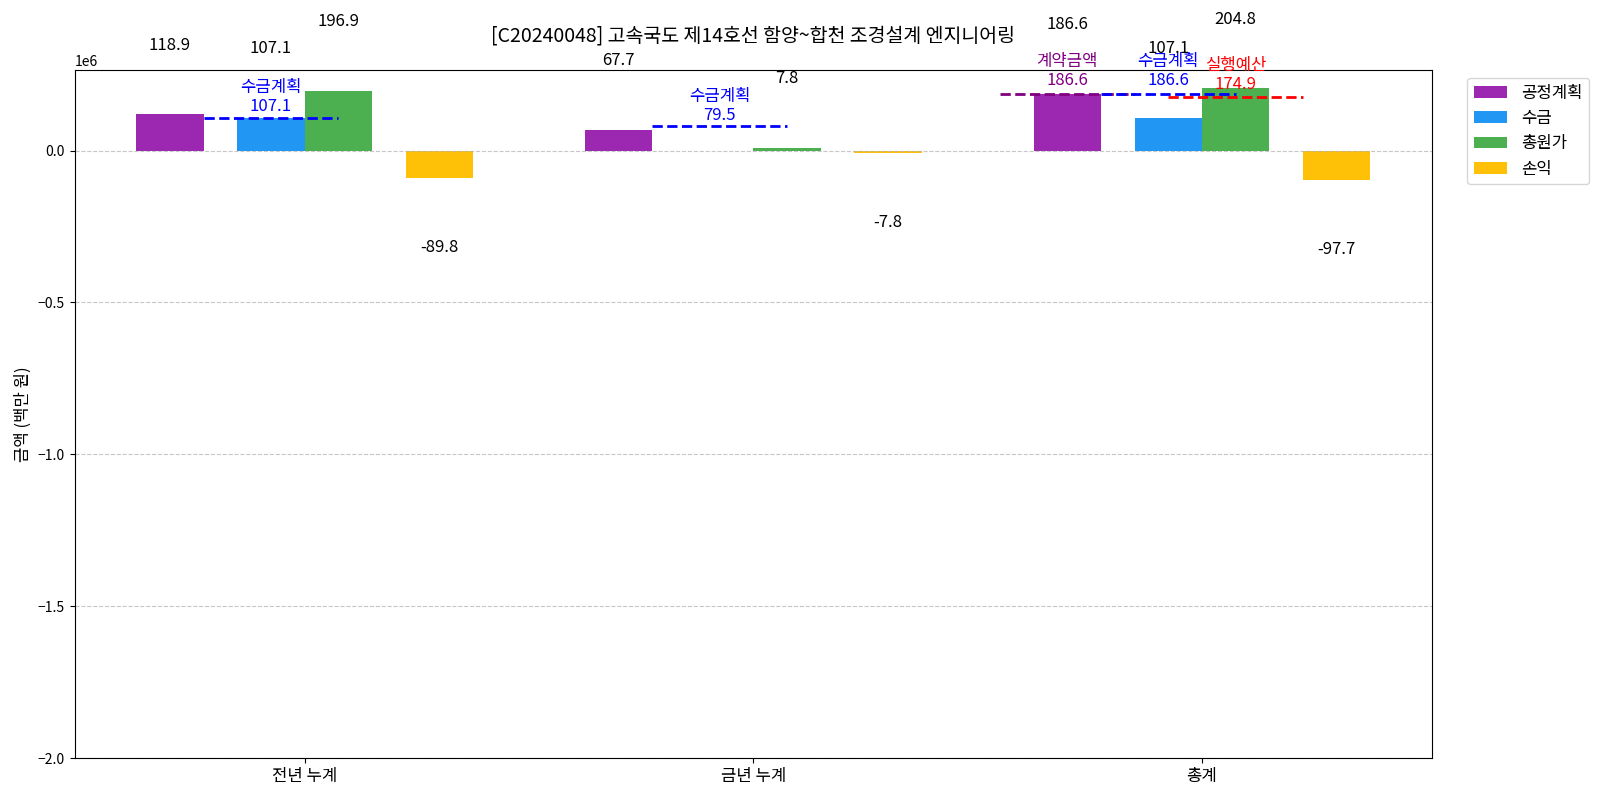 [C20240048] 고속국도 제14호선 함양~합천 조경설계 엔지니어링
1e6
금액 (백만 원)
0.0
−0.5
−1.0
−1.5
−2.0
118.9
107.1
196.9
수금계획
107.1
-89.8
67.7
7.8
수금계획
79.5
-7.8
186.6
107.1
204.8
계약금액
186.6
수금계획
186.6
실행예산
174.9
-97.7
전년 누계
금년 누계
총계
공정계획
수금
총원가
손익